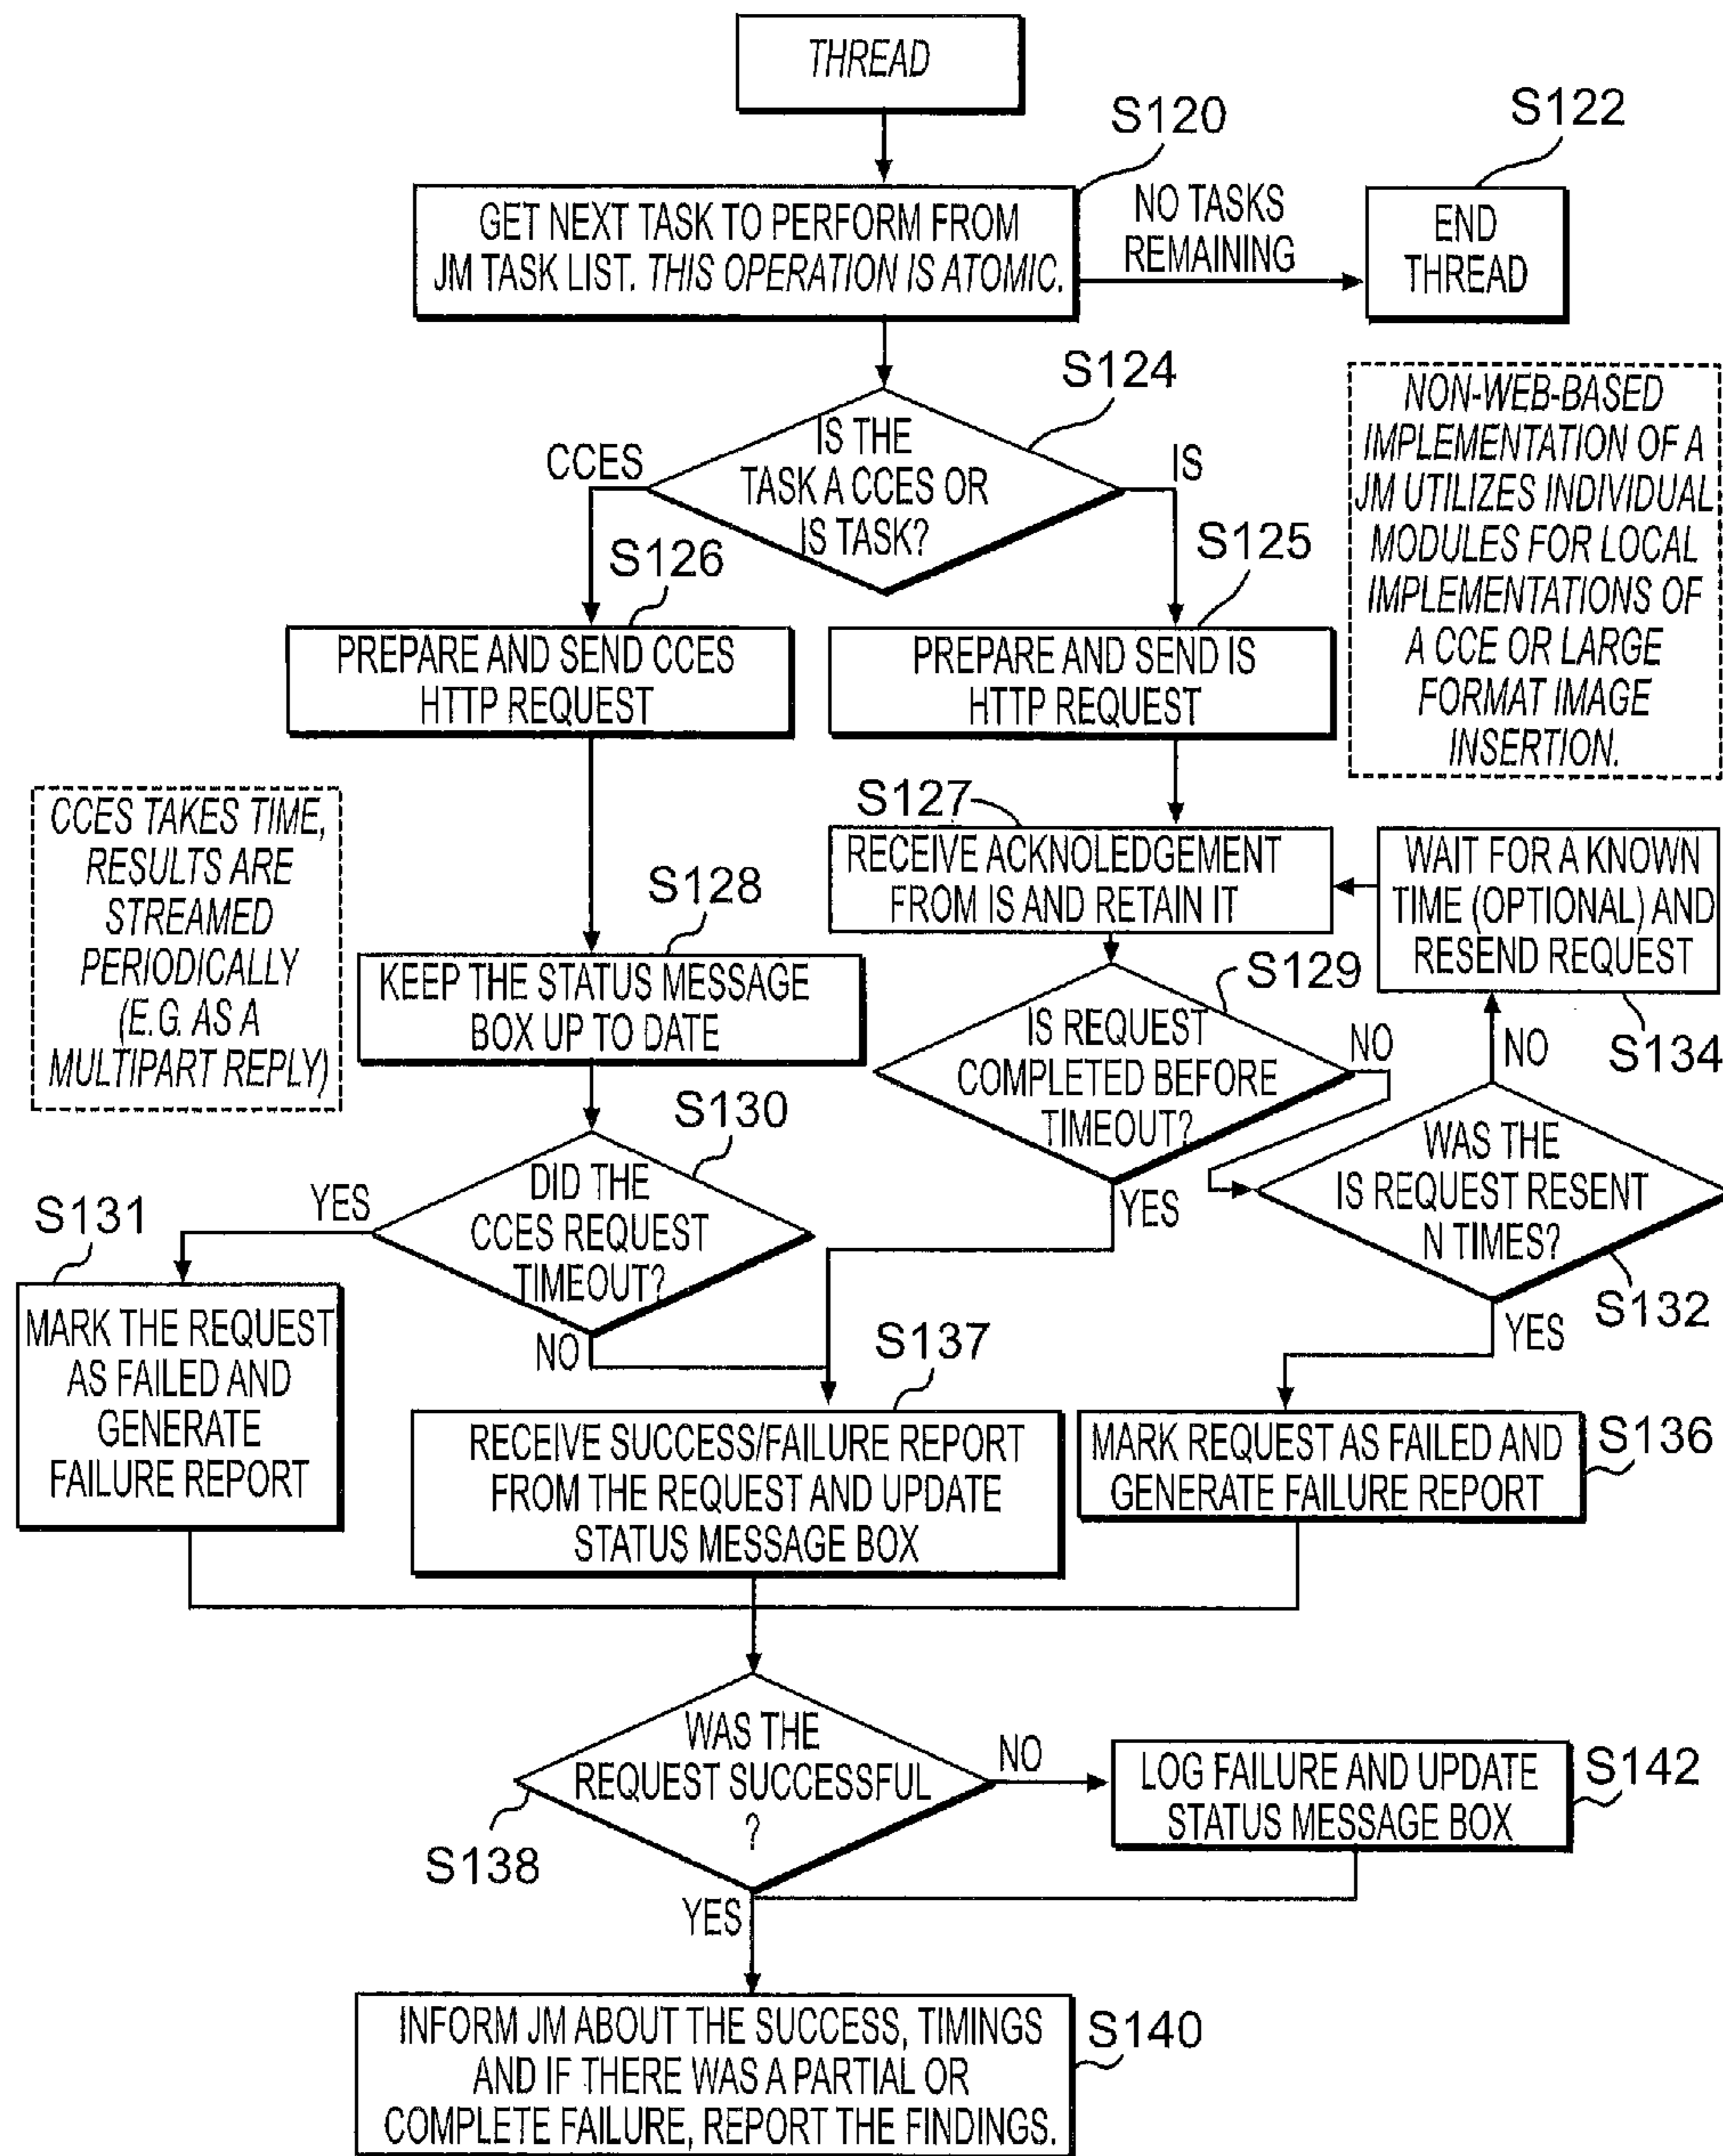 THREAD
S120
S122
GET NEXT TASK TO PERFORM FROM
JM TASK LIST. THIS OPERATION IS ATOMIC.
NO TASKS
REMAINING
END
THREAD
S124
IS THE
TASK A CCES OR
IS TASK?
CCES
IS
NON-WEB-BASED
IMPLEMENTATION OF A
JM UTILIZES INDIVIDUAL
MODULES FOR LOCAL
IMPLEMENTATIONS OF
A CCE OR LARGE
FORMAT IMAGE
INSERTION.
S126
S125
PREPARE AND SEND CCES
HTTP REQUEST
PREPARE AND SEND IS
HTTP REQUEST
CCES TAKES TIME,
RESULTS ARE
STREAMED
PERIODICALLY
(E.G. AS A
MULTIPART REPLY)
S127
RECEIVE ACKNOLEDGEMENT
FROM IS AND RETAIN IT
WAIT FOR A KNOWN
TIME (OPTIONAL) AND
RESEND REQUEST
S134
S128
KEEP THE STATUS MESSAGE
BOX UP TO DATE
S129
IS REQUEST
COMPLETED BEFORE
TIMEOUT?
NO
YES
NO
WAS THE
IS REQUEST RESENT
N TIMES?
S132
YES
S130
DID THE
CCES REQUEST
TIMEOUT?
YES
NO
S131
MARK THE REQUEST
AS FAILED AND
GENERATE
FAILURE REPORT
S137
RECEIVE SUCCESS/FAILURE REPORT
FROM THE REQUEST AND UPDATE
STATUS MESSAGE BOX
MARK REQUEST AS FAILED AND
GENERATE FAILURE REPORT
S136
WAS THE
REQUEST SUCCESSFUL
?
S138
NO
YES
LOG FAILURE AND UPDATE
STATUS MESSAGE BOX
S142
INFORM JM ABOUT THE SUCCESS, TIMINGS
AND IF THERE WAS A PARTIAL OR
COMPLETE FAILURE, REPORT THE FINDINGS.
S140